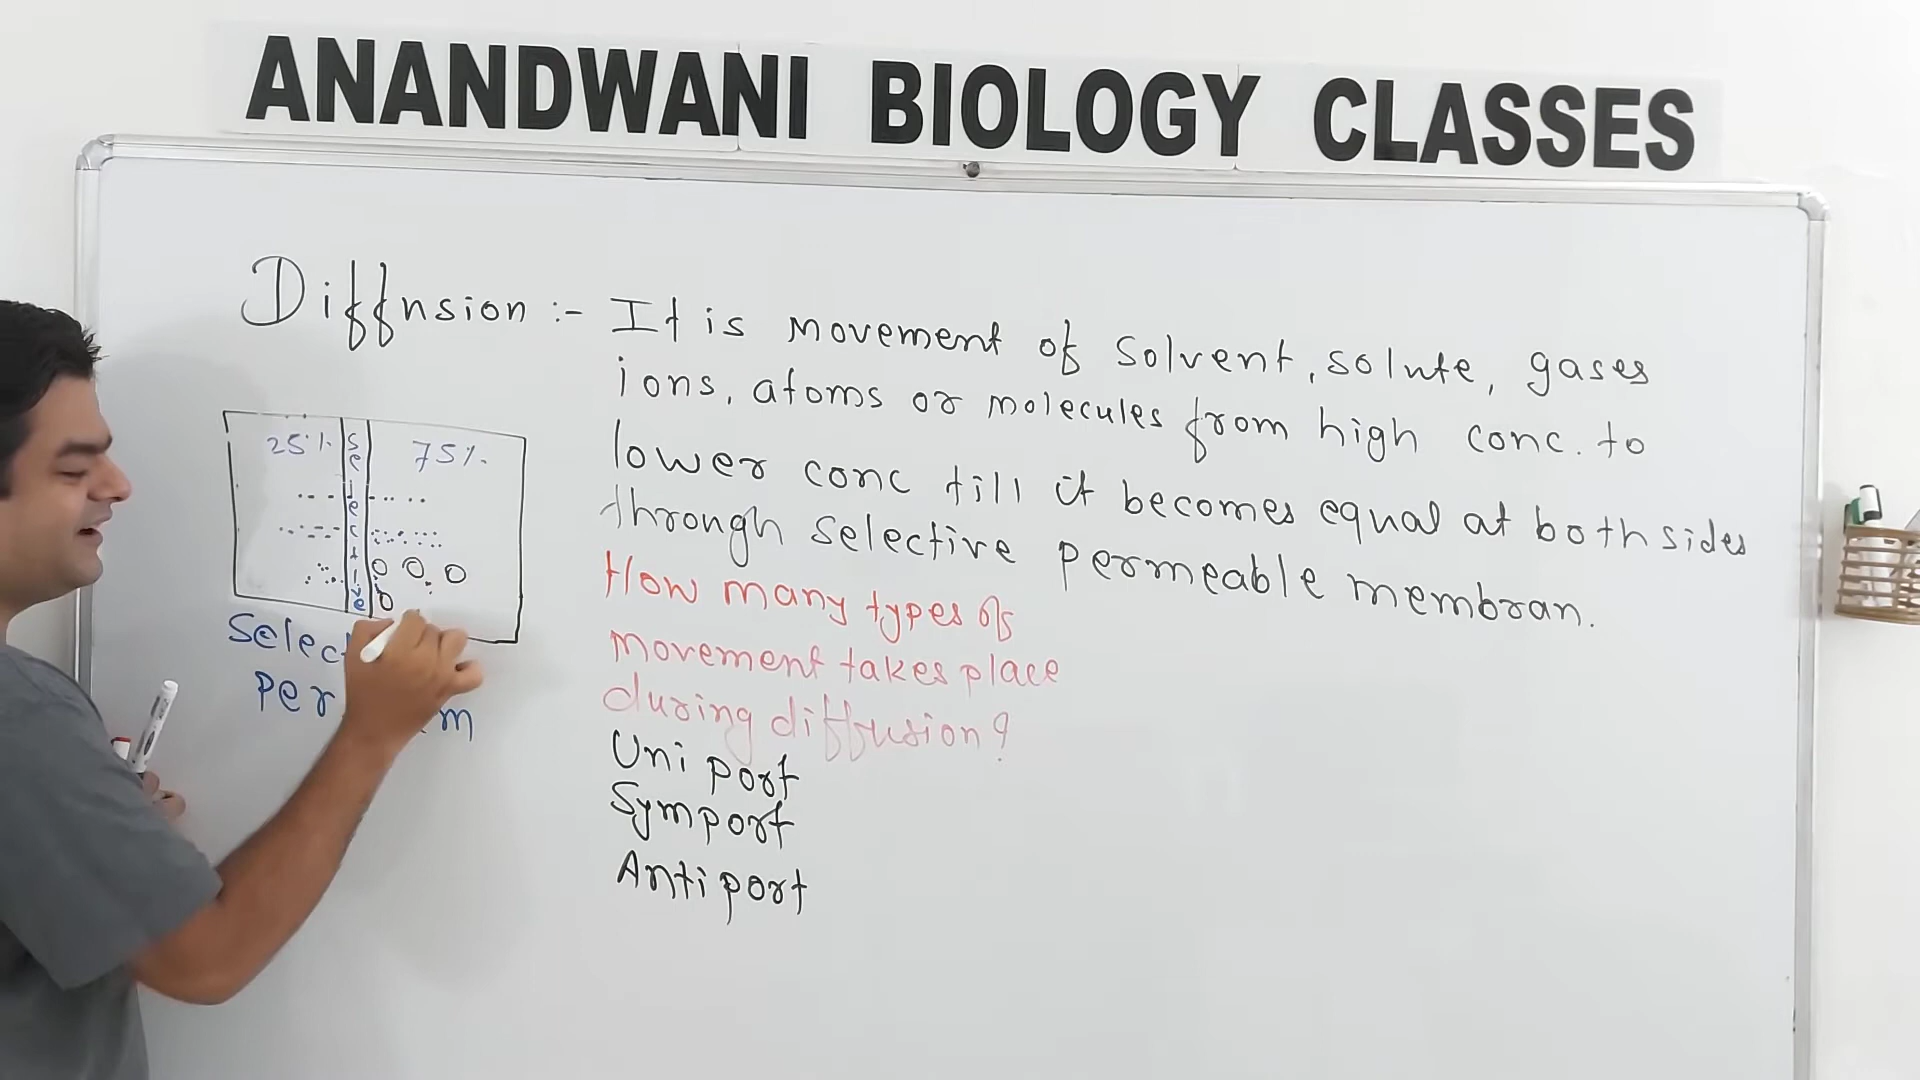 ANANDWANI BIOLOGY CLASSES
Diffusion :- It is movement of solvent, solute, gases
ions, atoms or molecules from high conc. to
lower conc till it becomes equal at both sides
through selective permeable membran.
25% 75%
Selective
How many types of
movement takes place
during diffusion?
Uni port
Symport
Antiport